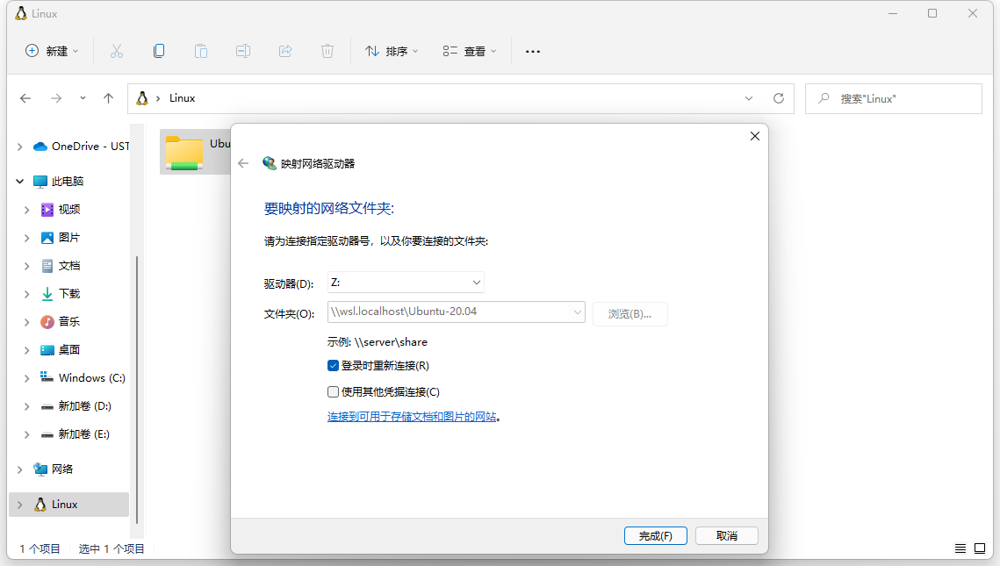 Linux
新建
排序
查看
Linux
搜索"Linux"
OneDrive - UST
此电脑
视频
图片
文档
下载
音乐
桌面
Windows (C:)
新加卷 (D:)
新加卷 (E:)
网络
Linux
Ubu
映射网络驱动器
要映射的网络文件夹:
请为连接指定驱动器号，以及你要连接的文件夹:
驱动器(D): Z:
文件夹(O): \\wsl.localhost\Ubuntu-20.04 浏览(B)...
示例: \\server\share
登录时重新连接(R)
使用其他凭据连接(C)
连接到可用于存储文档和图片的网站。
完成(F) 取消
1 个项目 选中 1 个项目